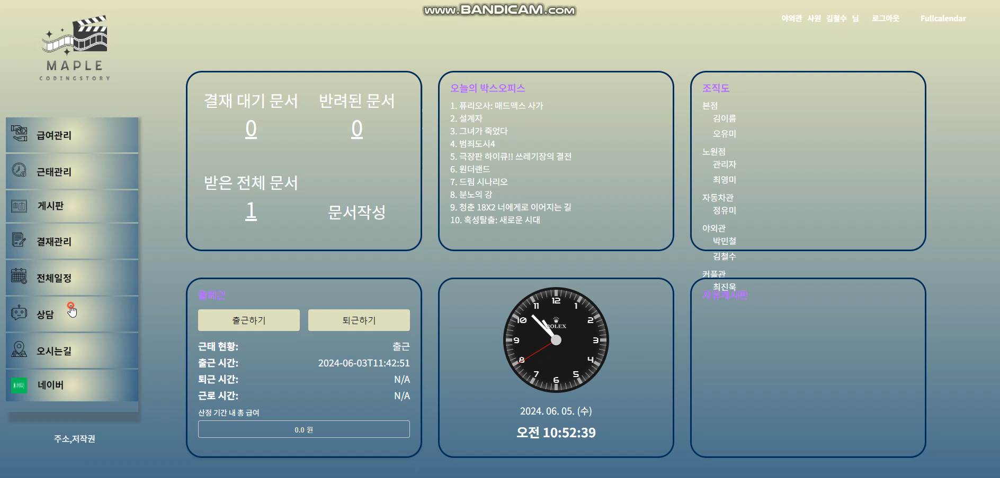 www.BANDICAM.com
야외관 사원 김철수 님 로그아웃 Fullcalendar
MAPLE
CODINGSTORY
급여관리
근태관리
게시판
결재관리
전체일정
상담
오시는길
네이버
주소,저작권
결재 대기 문서 반려된 문서
0 0
받은 전체 문서
1 문서작성
오늘의 박스오피스
1. 퓨리오사: 매드맥스 사가
2. 설계자
3. 그녀가 죽었다
4. 범죄도시4
5. 극장판 하이큐!! 쓰레기장의 결전
6. 원더랜드
7. 드림 시나리오
8. 분노의 강
9. 청춘 18X2 너에게로 이어지는 길
10. 혹성탈출: 새로운 시대
조직도
본점
김이름
오유미
노원점
관리자
최영미
자동차관
정유미
야외관
박민철
김철수
커플관
최진욱
출퇴근
출근하기 퇴근하기
근태 현황: 출근
출근 시간: 2024-06-03T11:42:51
퇴근 시간: N/A
근로 시간: N/A
산정 기간 내 총 급여
0.0 원
12
11 1
10 2
ROLEX
9 3
8 4
7 5
6
2024. 06. 05. (수)
오전 10:52:39
자유게시판